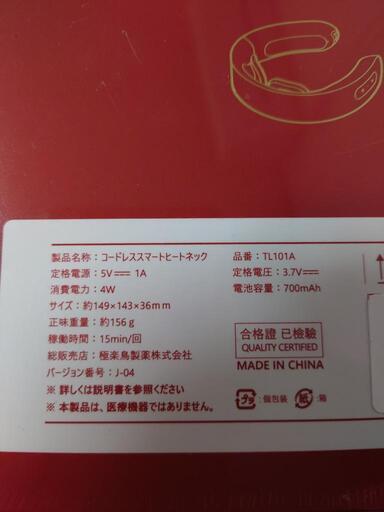 製品名称：コードレススマートヒートネック 品番：TL101A
定格電源：5V⎓1A 定格電圧：3.7V⎓
消費電力：4W 電池容量：700mAh
サイズ：約149×143×36mm
正味重量：約156g
稼働時間：15min/回
総販売店：極楽鳥製薬株式会社
バージョン番号：J-04
※ 詳しくは説明書を参照ください
※ 本製品は、医療機器ではありません。
合格證 已檢驗
QUALITY CERTIFIED
MADE IN CHINA
プラ：個包装 紙：箱